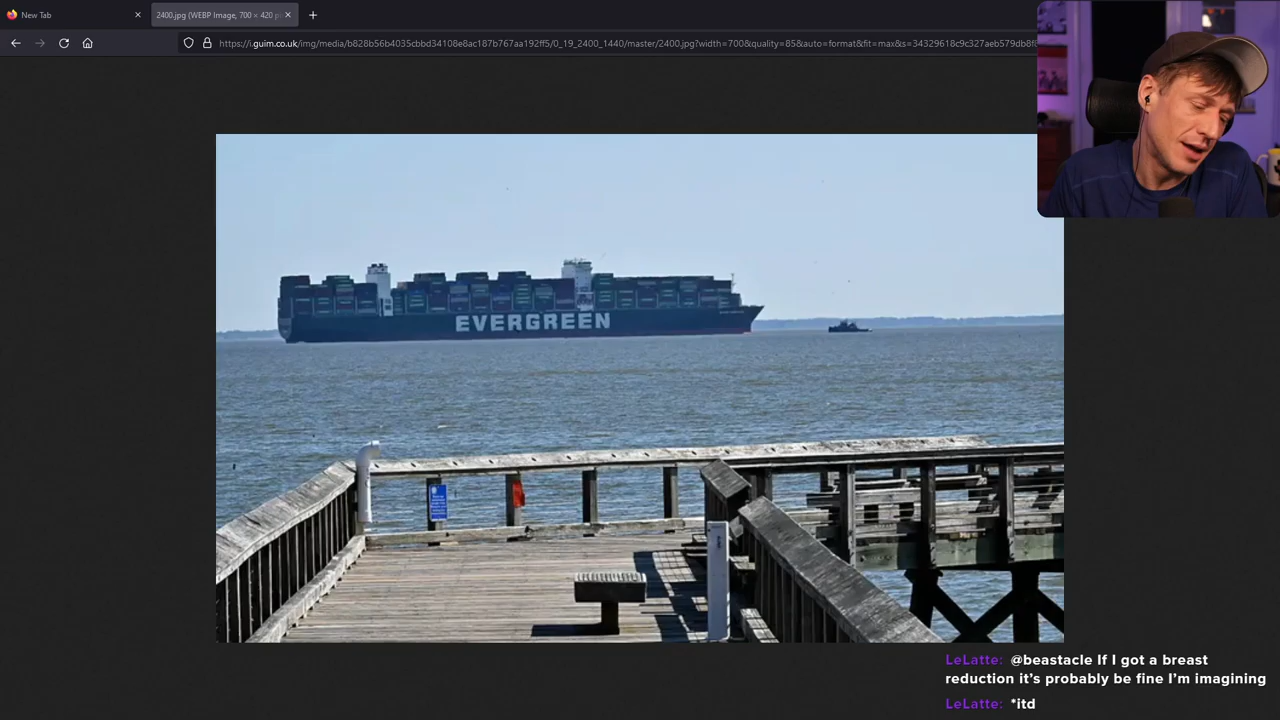 New Tab
2400.jpg (WEBP Image, 700 × 420 p
https://i.guim.co.uk/img/media/b828b56b4035cbbd34108e8ac187b767aa192ff5/0_19_2400_1440/master/2400.jpg?width=700&quality=85&auto=format&fit=max&s=34329618c9c327aeb579db8f
EVERGREEN
LeLatte: @beastacle If I got a breast
reduction it's probably be fine I'm imagining
LeLatte: *itd